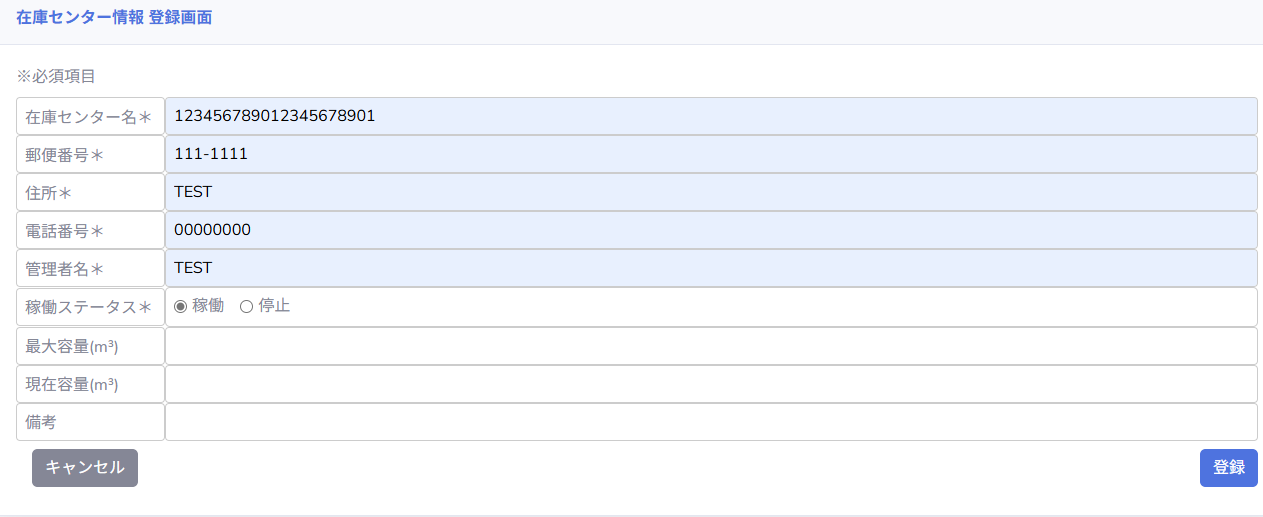 在庫センター情報 登録画面
※必須項目
在庫センター名＊ 123456789012345678901
郵便番号＊ 111-1111
住所＊ TEST
電話番号＊ 00000000
管理者名＊ TEST
稼働ステータス＊ 稼働 停止
最大容量(m³)
現在容量(m³)
備考
キャンセル 登録